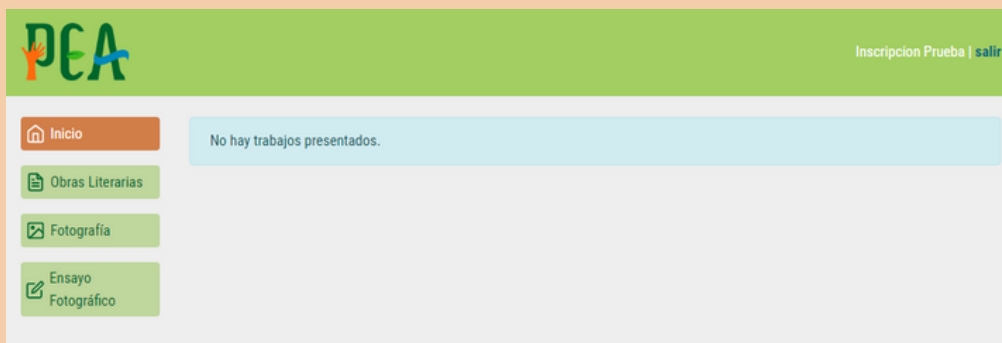 PEA
Inscripcion Prueba | salir
Inicio
No hay trabajos presentados.
Obras Literarias
Fotografía
Ensayo
Fotográfico